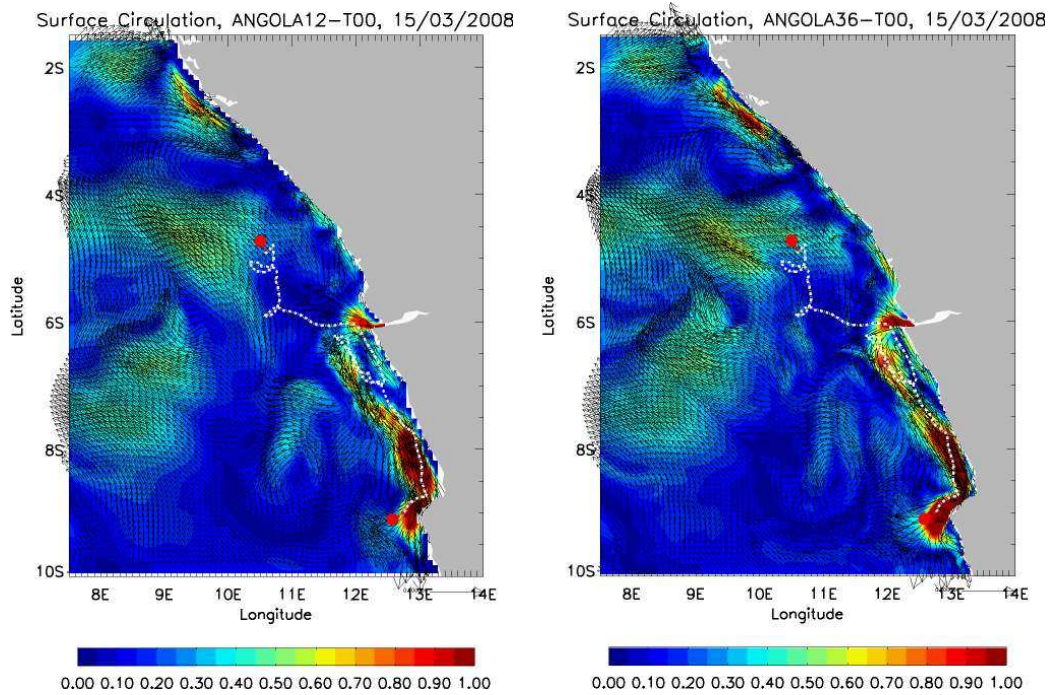 Surface Circulation, ANGOLA12-T00, 15/03/2008
2S
4S
6S
8S
10S
Latitude
8E 9E 10E 11E 12E 13E 14E
Longitude
0.00 0.10 0.20 0.30 0.40 0.50 0.60 0.70 0.80 0.90 1.00
Surface Circulation, ANGOLA36-T00, 15/03/2008
2S
4S
6S
8S
10S
Latitude
8E 9E 10E 11E 12E 13E 14E
Longitude
0.00 0.10 0.20 0.30 0.40 0.50 0.60 0.70 0.80 0.90 1.00